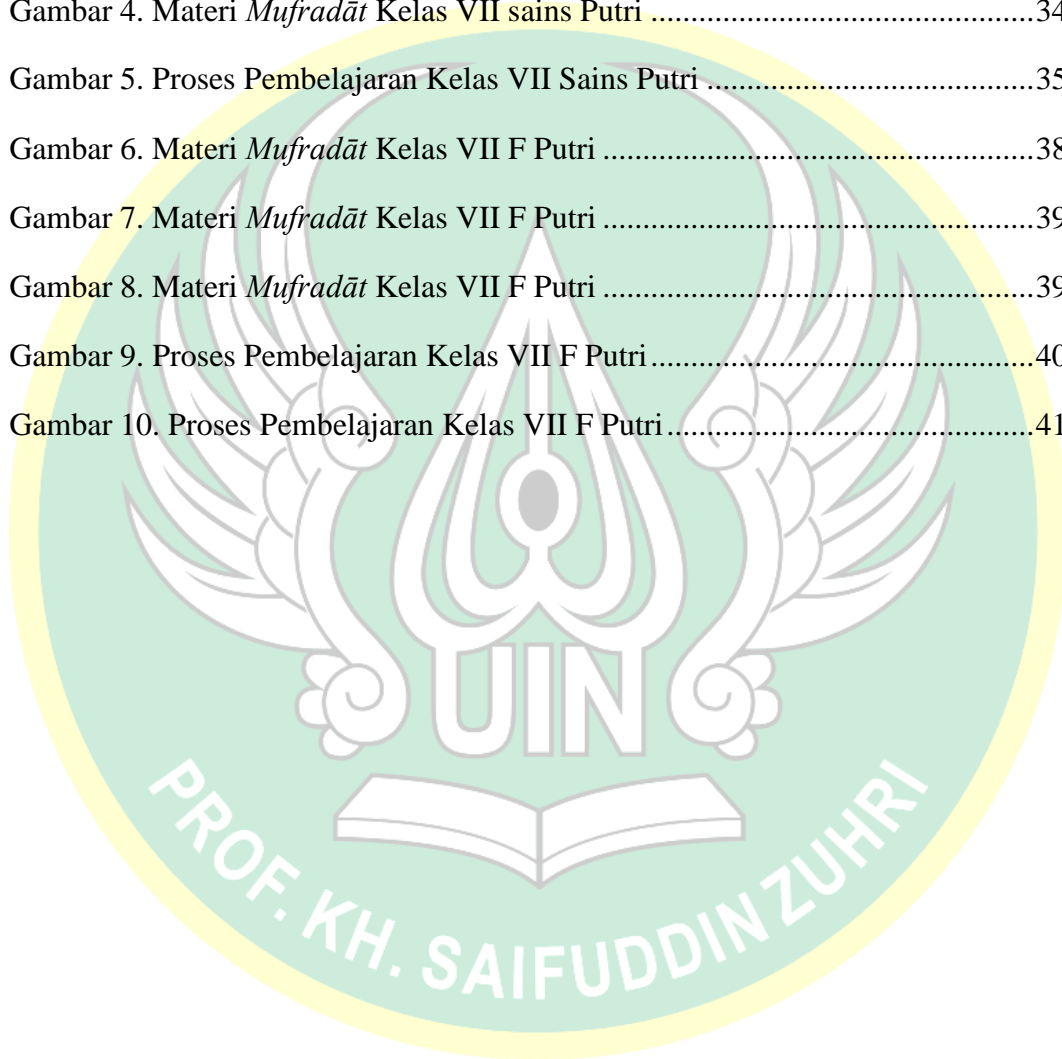 Gambar 4. Materi Mufradāt Kelas VII sains Putri ...............................................34
Gambar 5. Proses Pembelajaran Kelas VII Sains Putri ........................................35
Gambar 6. Materi Mufradāt Kelas VII F Putri .....................................................38
Gambar 7. Materi Mufradāt Kelas VII F Putri .....................................................39
Gambar 8. Materi Mufradāt Kelas VII F Putri .....................................................39
Gambar 9. Proses Pembelajaran Kelas VII F Putri...............................................40
Gambar 10. Proses Pembelajaran Kelas VII F Putri.............................................41
UIN
PROF. KH. SAIFUDDIN ZUHRI